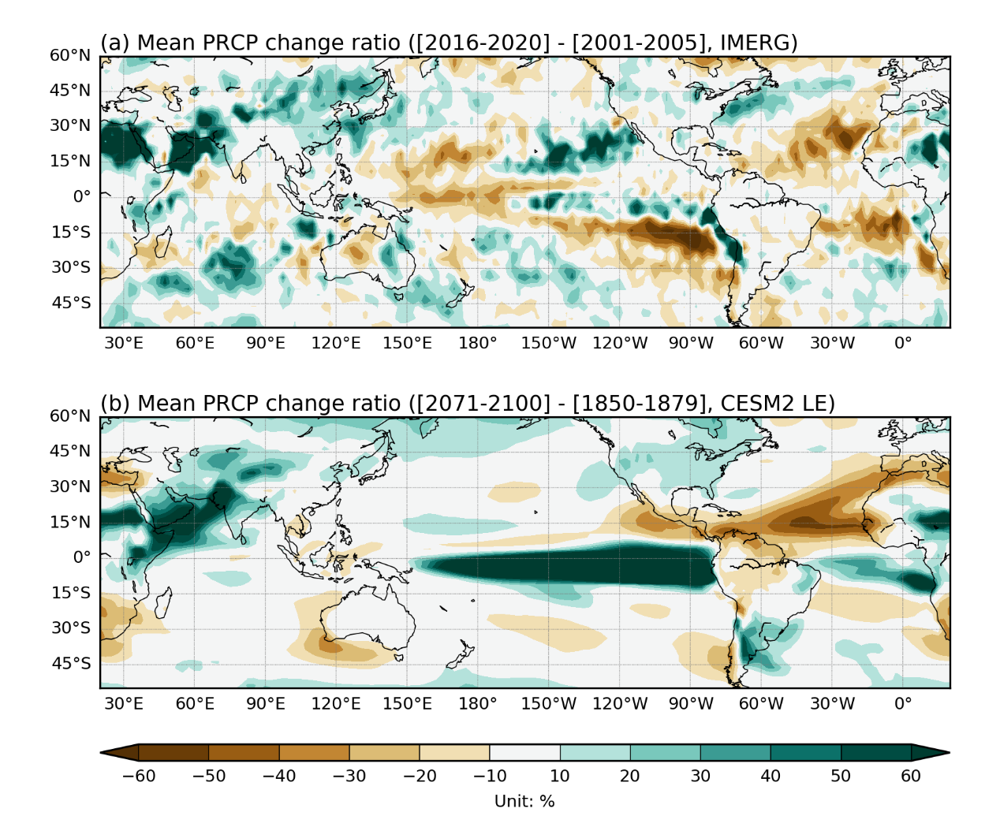 (a) Mean PRCP change ratio ([2016-2020] - [2001-2005], IMERG)
60°N
45°N
30°N
15°N
0°
15°S
30°S
45°S
30°E 60°E 90°E 120°E 150°E 180° 150°W 120°W 90°W 60°W 30°W 0°
(b) Mean PRCP change ratio ([2071-2100] - [1850-1879], CESM2 LE)
60°N
45°N
30°N
15°N
0°
15°S
30°S
45°S
30°E 60°E 90°E 120°E 150°E 180° 150°W 120°W 90°W 60°W 30°W 0°
−60 −50 −40 −30 −20 −10 10 20 30 40 50 60
Unit: %